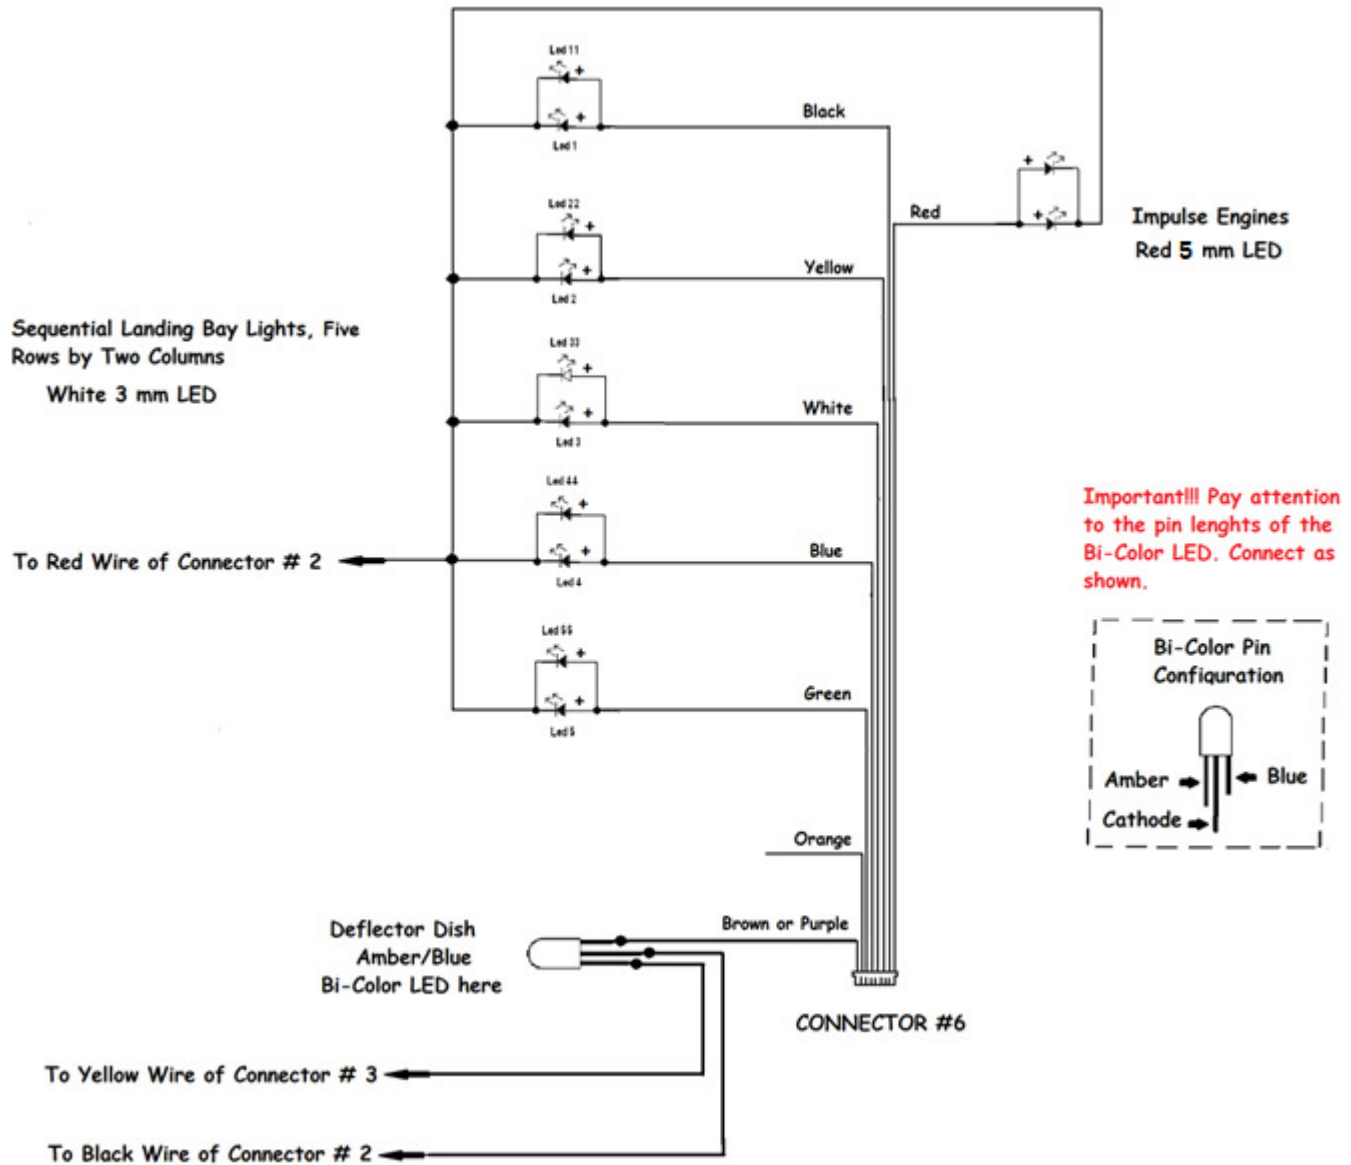 Led 11
+
+
Led 1
Black
Led 22
+
+
Led 2
Yellow
+
+
Red
Impulse Engines
Red 5 mm LED
Sequential Landing Bay Lights, Five
Rows by Two Columns
White 3 mm LED
Led 33
+
+
Led 3
White
Led 44
+
+
Led 4
Blue
To Red Wire of Connector # 2
Important!!! Pay attention
to the pin lenghts of the
Bi-Color LED. Connect as
shown.
Led 55
+
+
Led 5
Green
Bi-Color Pin
Configuration
Amber
Blue
Cathode
Orange
Brown or Purple
Deflector Dish
Amber/Blue
Bi-Color LED here
CONNECTOR #6
To Yellow Wire of Connector # 3
To Black Wire of Connector # 2